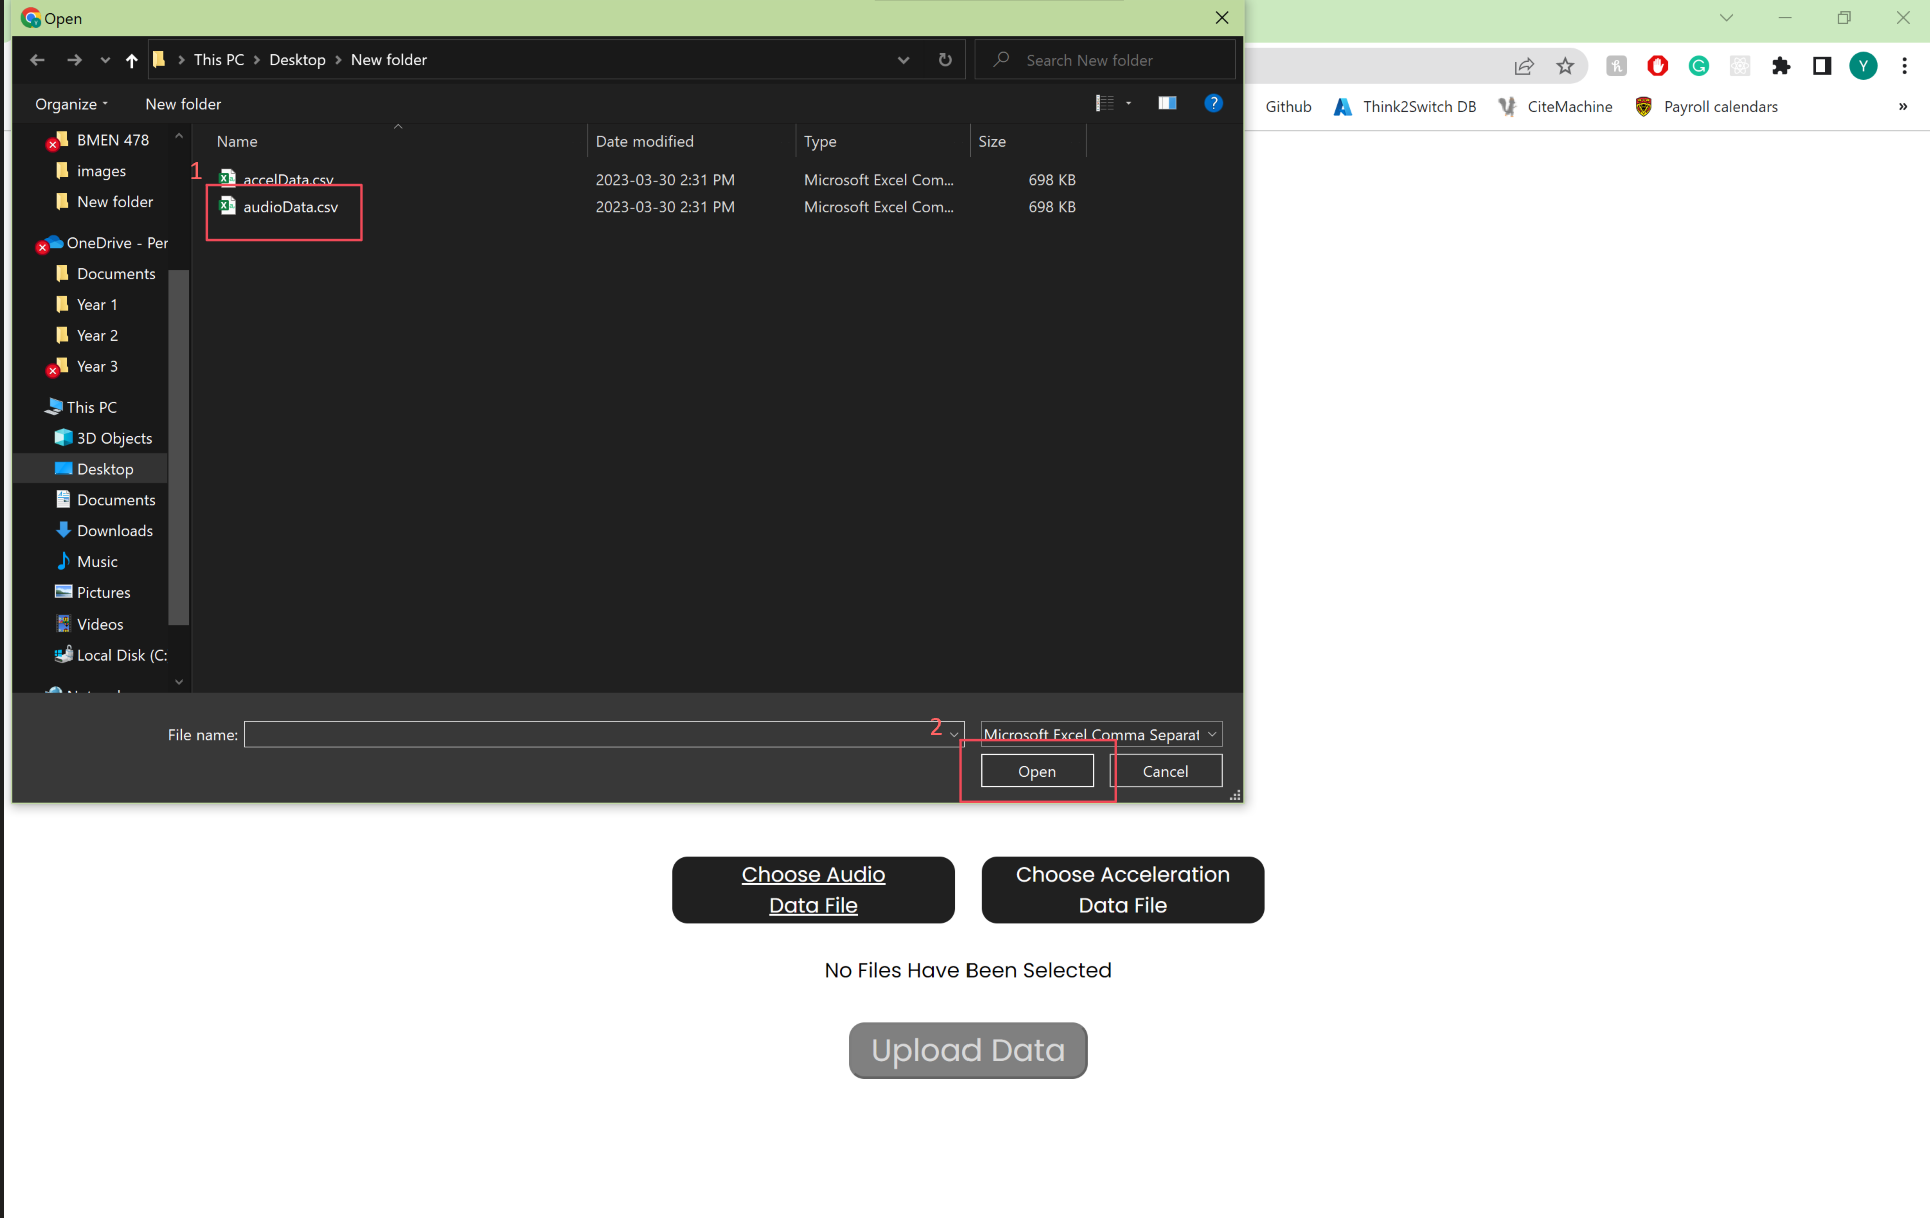 Open
This PC > Desktop > New folder
Search New folder
Organize
New folder
?
Y
Github
Think2Switch DB
CiteMachine
Payroll calendars
»
BMEN 478
images
New folder
OneDrive - Per
Documents
Year 1
Year 2
Year 3
This PC
3D Objects
Desktop
Documents
Downloads
Music
Pictures
Videos
Local Disk (C:
Name Date modified Type Size
1
accelData.csv 2023-03-30 2:31 PM Microsoft Excel Com... 698 KB
audioData.csv 2023-03-30 2:31 PM Microsoft Excel Com... 698 KB
File name:
2
Microsoft Excel Comma Separat
Open
Cancel
Choose Audio
Data File
Choose Acceleration
Data File
No Files Have Been Selected
Upload Data